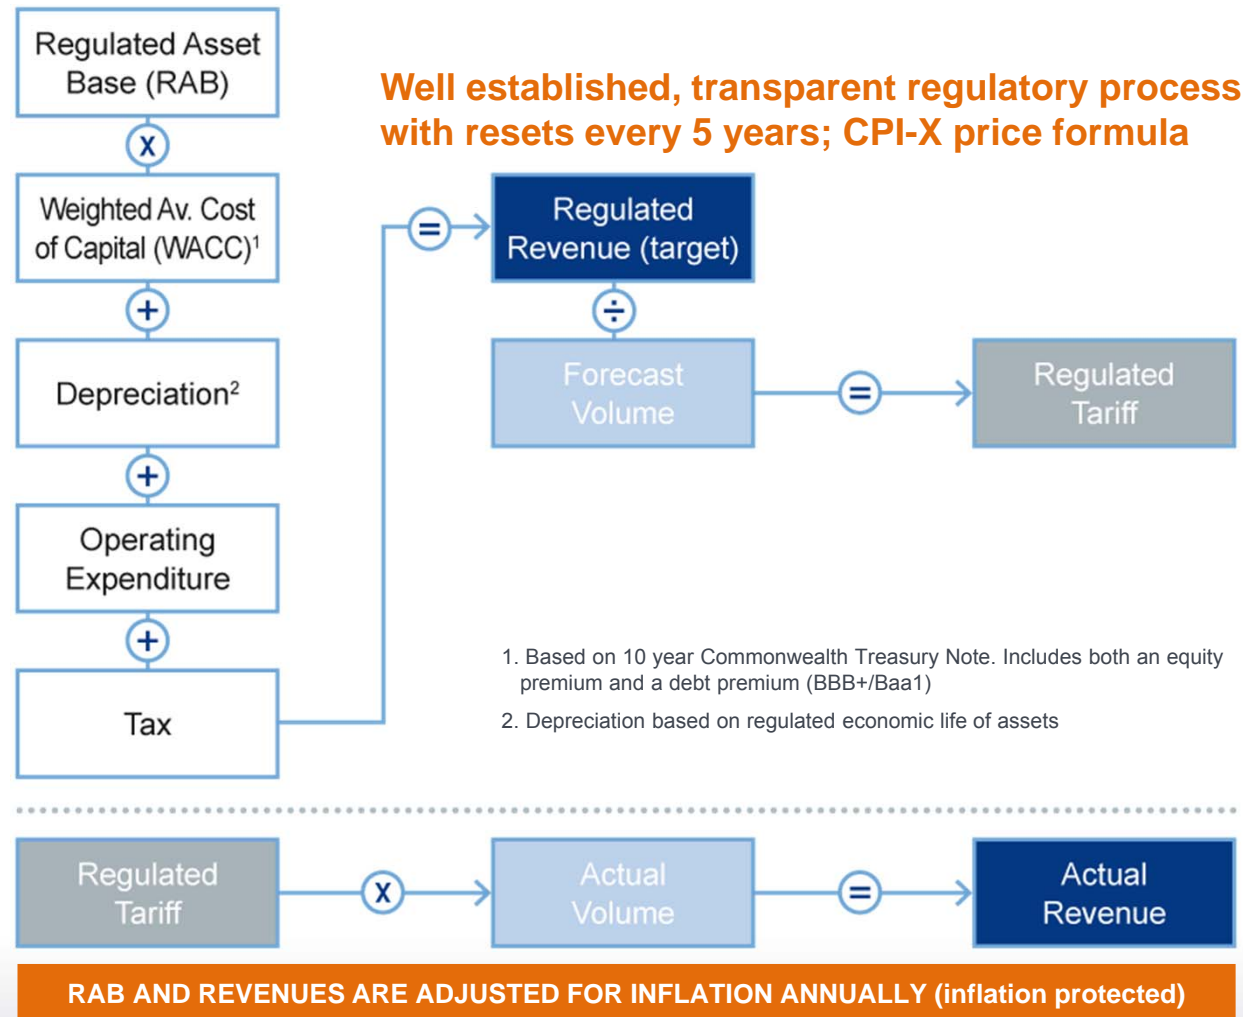 Regulated Asset
Base (RAB)
Well established, transparent regulatory process
with resets every 5 years; CPI-X price formula
X
Weighted Av. Cost
of Capital (WACC)¹
=
Regulated
Revenue (target)
+
÷
Depreciation²
Forecast
Volume
=
Regulated
Tariff
+
Operating
Expenditure
+
Tax
1. Based on 10 year Commonwealth Treasury Note. Includes both an equity
premium and a debt premium (BBB+/Baa1)
2. Depreciation based on regulated economic life of assets
Regulated
Tariff
X
Actual
Volume
=
Actual
Revenue
RAB AND REVENUES ARE ADJUSTED FOR INFLATION ANNUALLY (inflation protected)